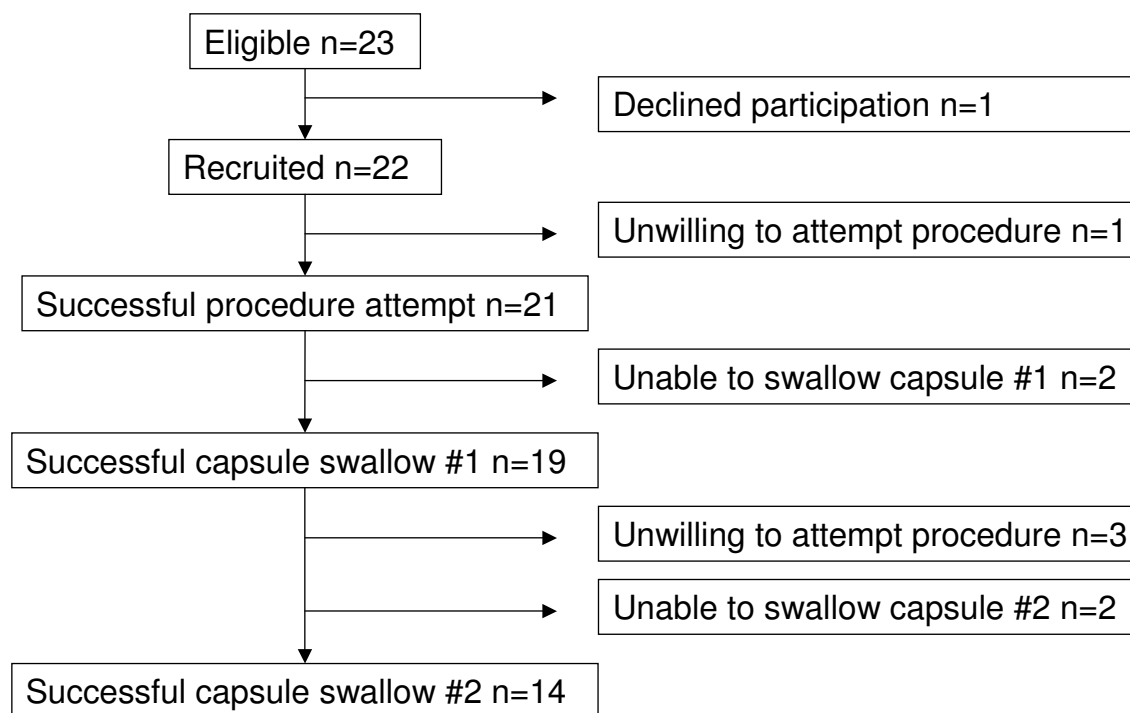 Eligible n=23
Declined participation n=1
Recruited n=22
Unwilling to attempt procedure n=1
Successful procedure attempt n=21
Unable to swallow capsule #1 n=2
Successful capsule swallow #1 n=19
Unwilling to attempt procedure n=3
Unable to swallow capsule #2 n=2
Successful capsule swallow #2 n=14